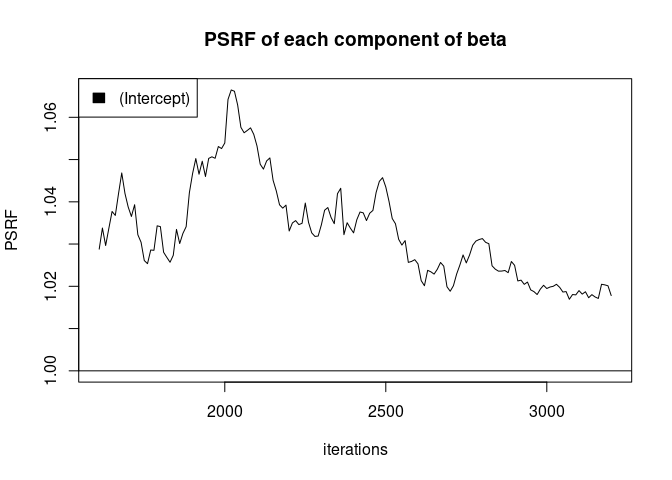 PSRF of each component of beta
(Intercept)
PSRF
1.06
1.04
1.02
1.00
2000 2500 3000
iterations